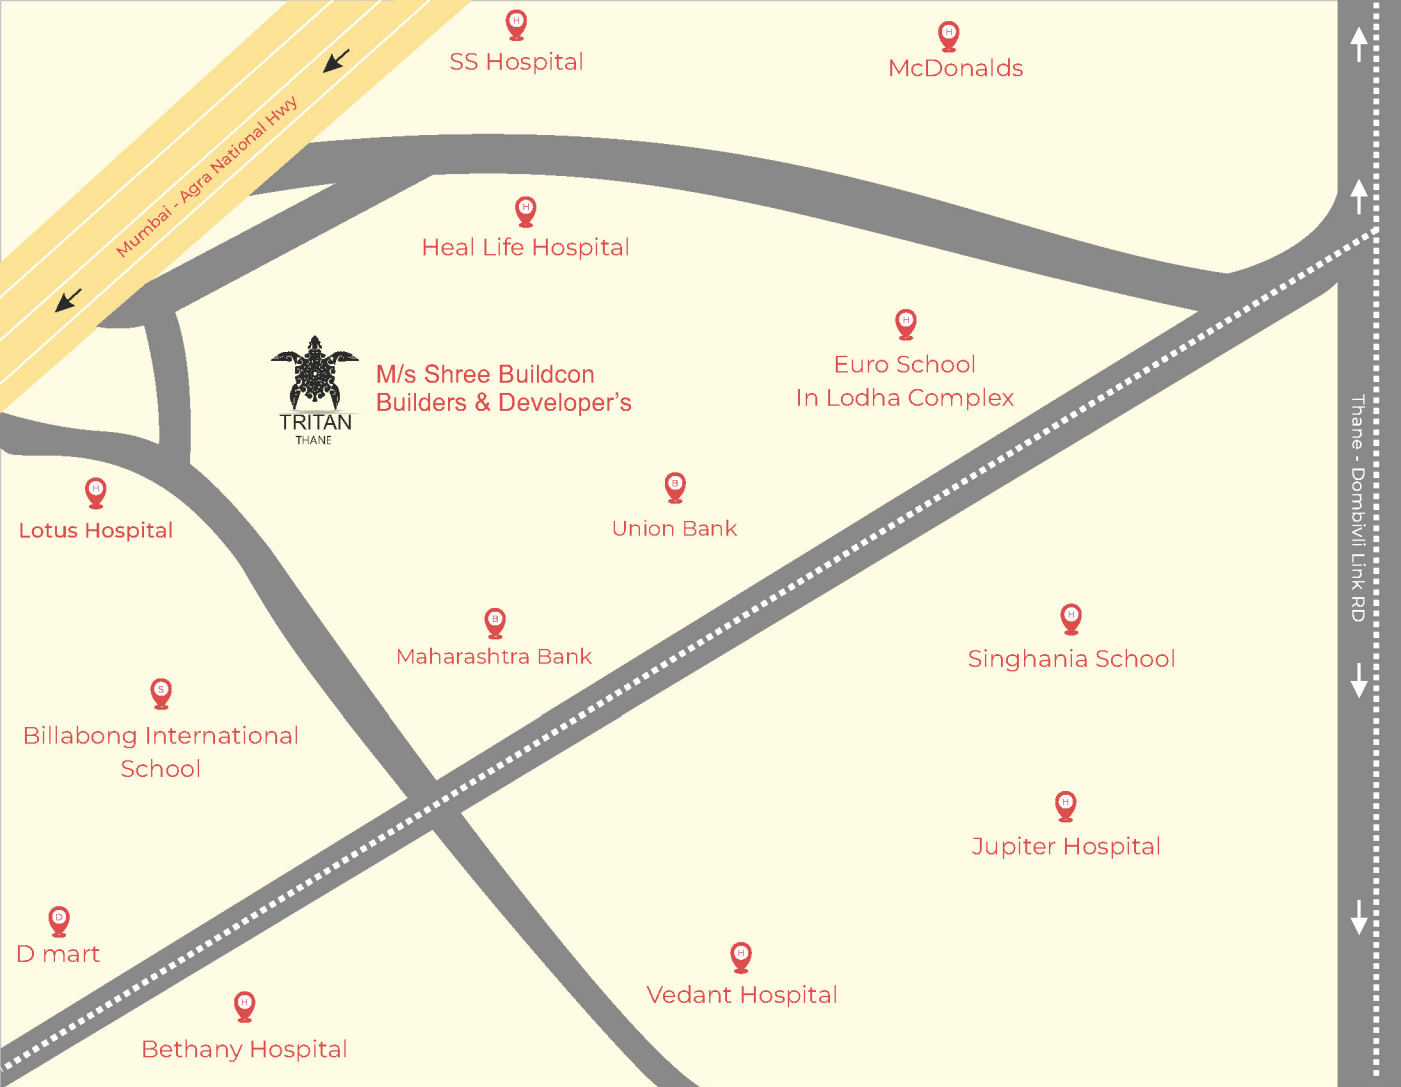 H
SS Hospital
H
McDonalds
Mumbai - Agra National Hwy
H
Heal Life Hospital
H
Euro School
In Lodha Complex
TRITAN
THANE
M/s Shree Buildcon
Builders & Developer's
Thane - Dombivli Link RD
H
Lotus Hospital
B
Union Bank
B
Maharashtra Bank
H
Singhania School
S
Billabong International
School
H
Jupiter Hospital
D
D mart
H
Vedant Hospital
H
Bethany Hospital